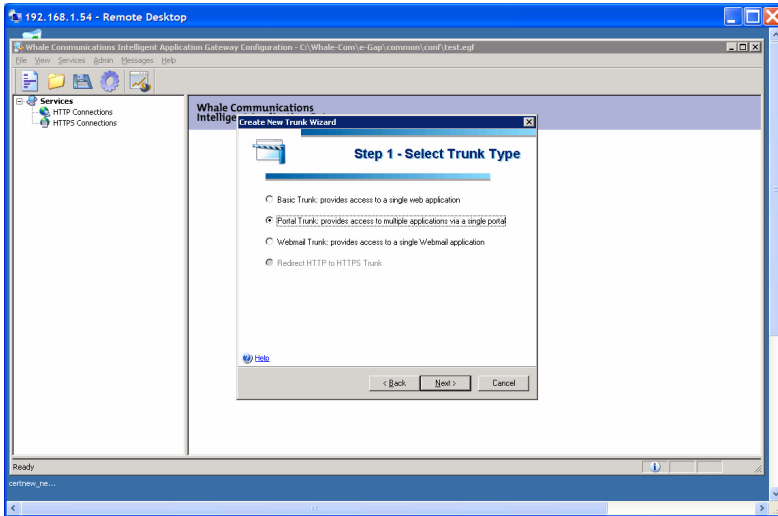 192.168.1.54 - Remote Desktop
Whale Communications Intelligent Application Gateway Configuration - C:\Whale-Com\e-Gap\common\conf\test.egf
File View Services Admin Messages Help
Services
HTTP Connections
HTTPS Connections
Whale Communications
Intellige
Create New Trunk Wizard
Step 1 - Select Trunk Type
Basic Trunk: provides access to a single web application
Portal Trunk: provides access to multiple applications via a single portal
Webmail Trunk: provides access to a single Webmail application
Redirect HTTP to HTTPS Trunk
Help
< Back Next > Cancel
Ready
certnew_ne...